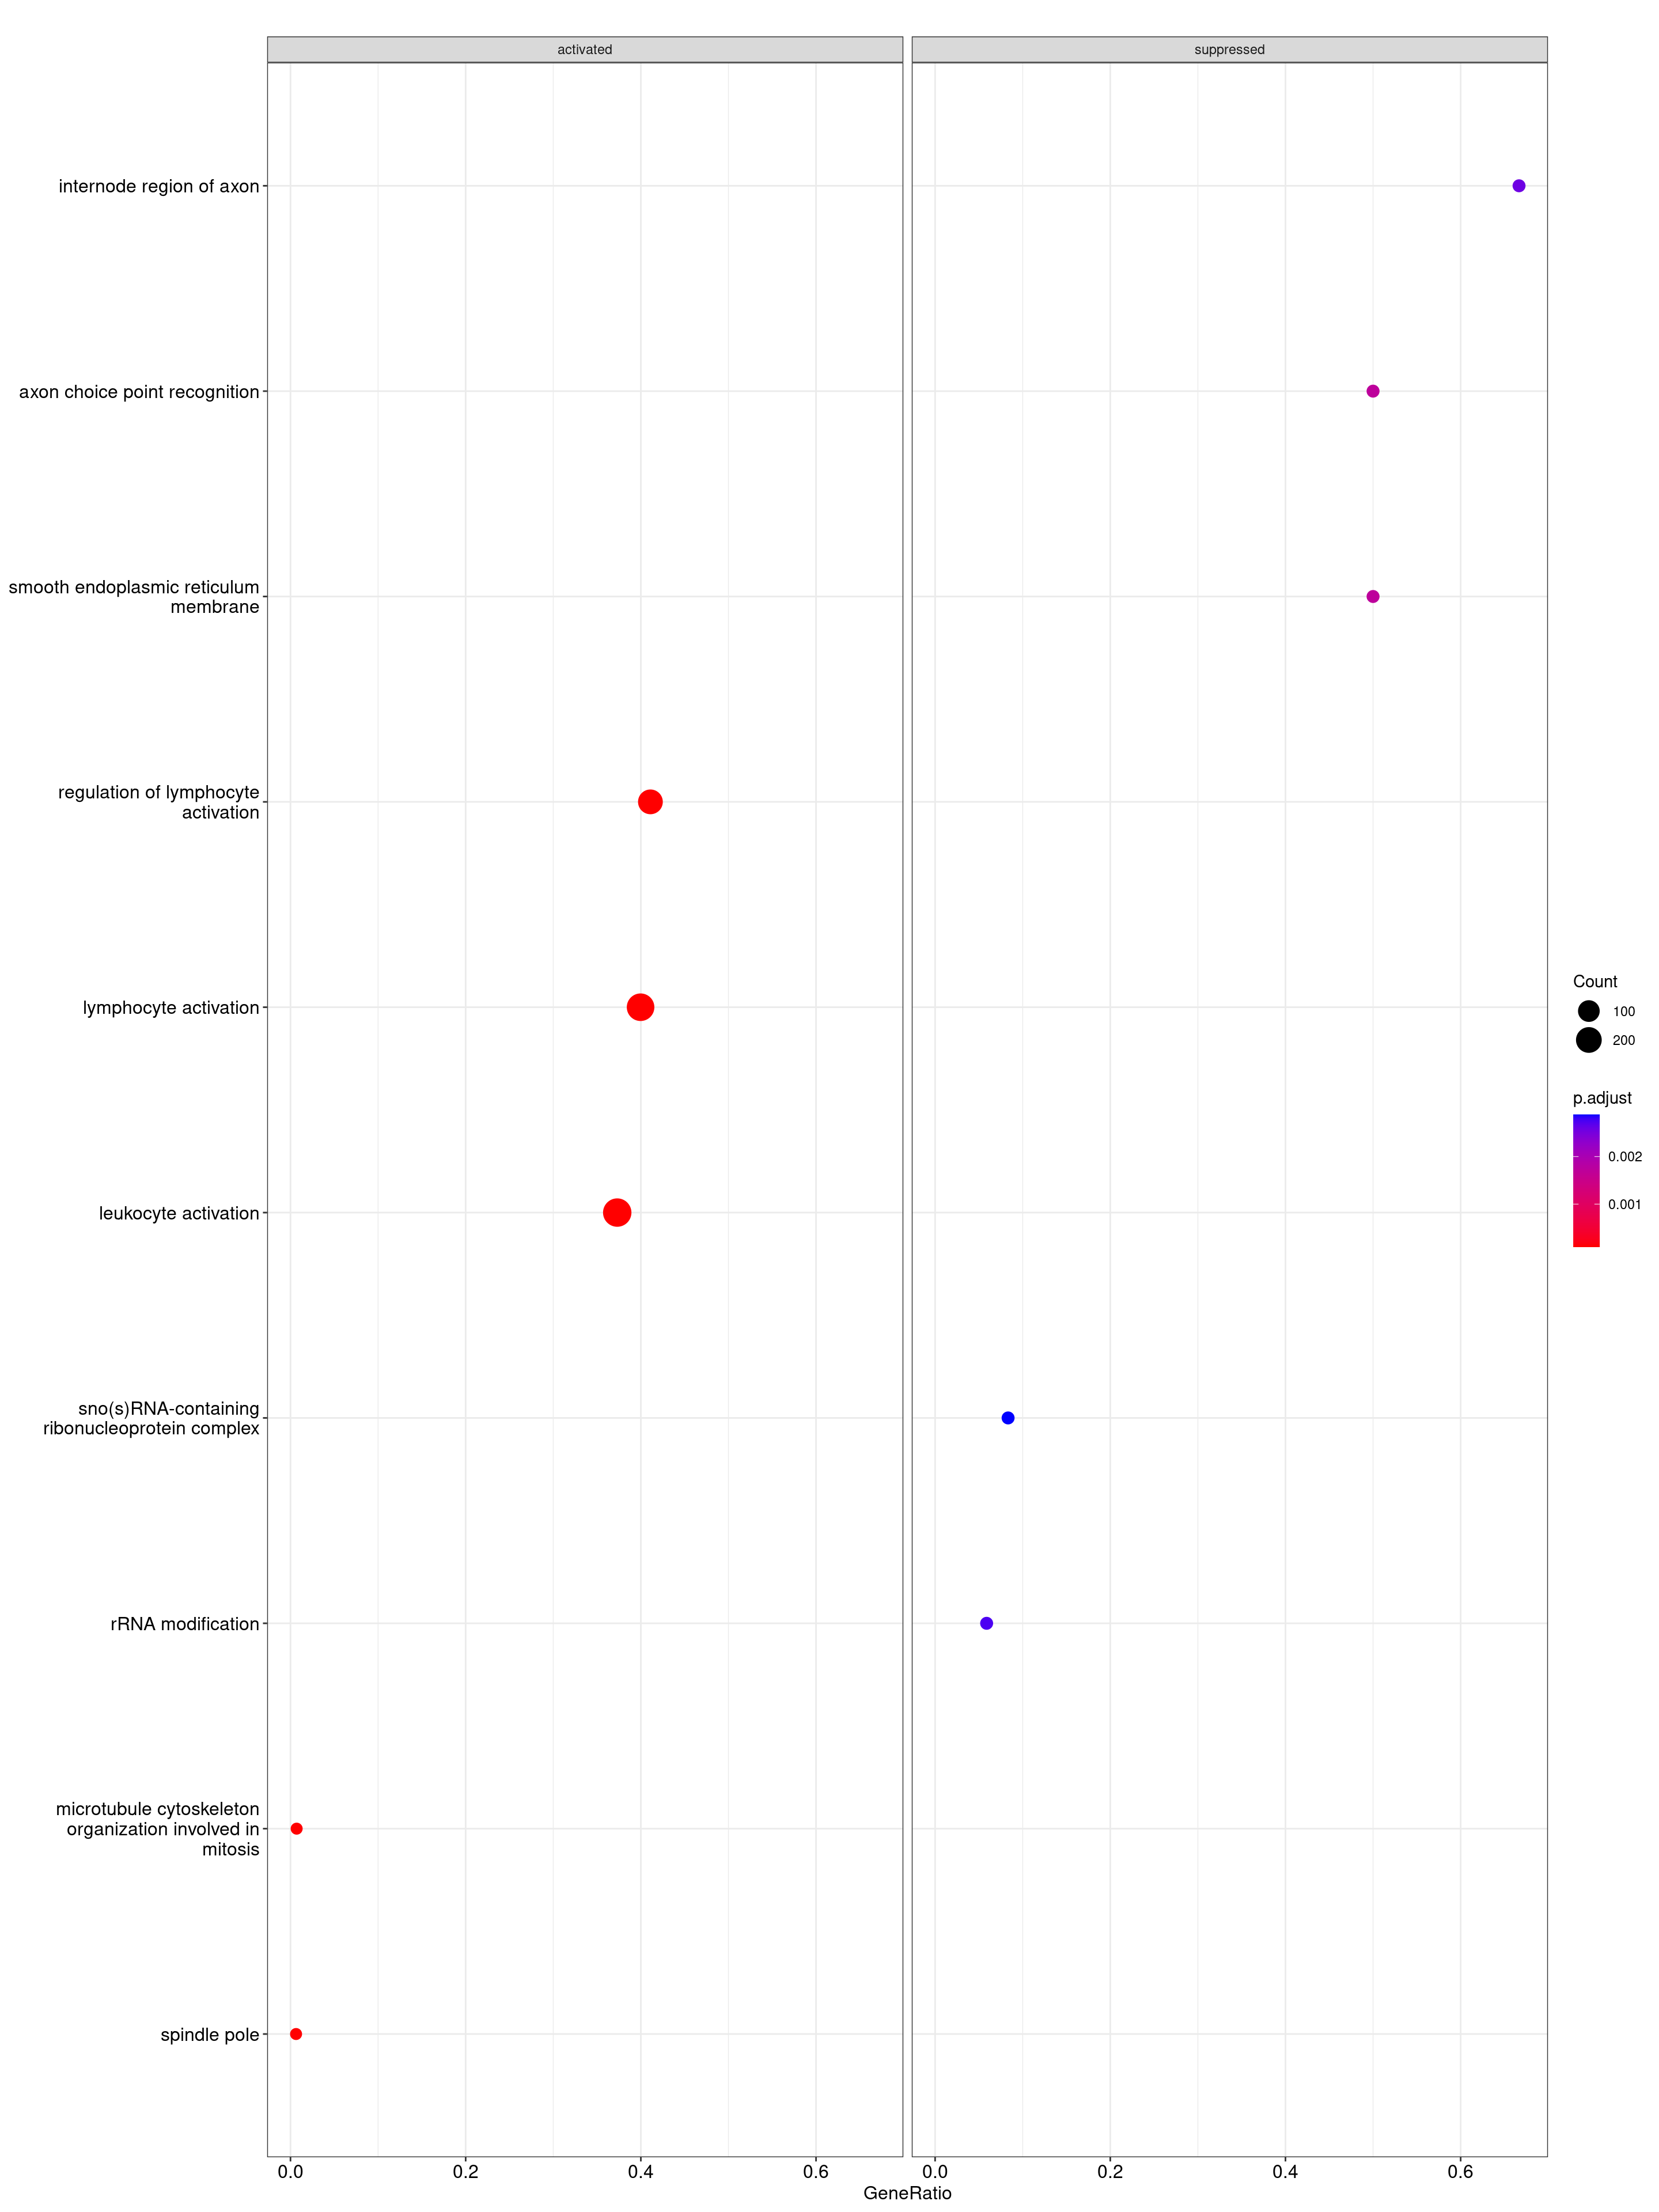 activated
suppressed
internode region of axon
axon choice point recognition
smooth endoplasmic reticulum
membrane
regulation of lymphocyte
activation
lymphocyte activation
leukocyte activation
sno(s)RNA-containing
ribonucleoprotein complex
rRNA modification
microtubule cytoskeleton
organization involved in
mitosis
spindle pole
0.0 0.2 0.4 0.6
0.0 0.2 0.4 0.6
GeneRatio
Count
100
200
p.adjust
0.002
0.001